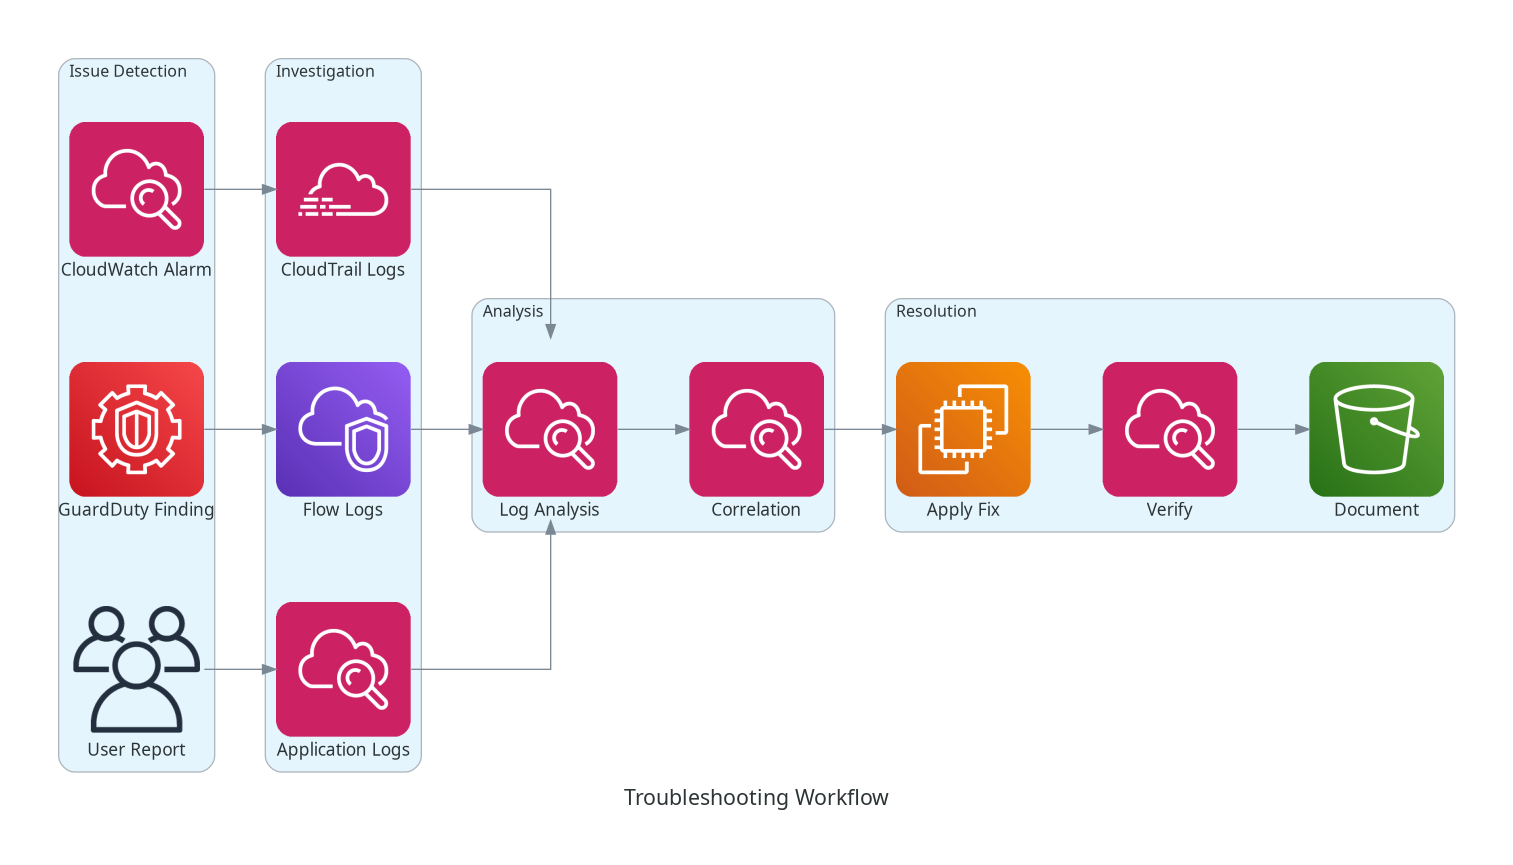 Issue Detection
CloudWatch Alarm
GuardDuty Finding
User Report
Investigation
CloudTrail Logs
Flow Logs
Application Logs
Analysis
Log Analysis
Correlation
Resolution
Apply Fix
Verify
Document
Troubleshooting Workflow